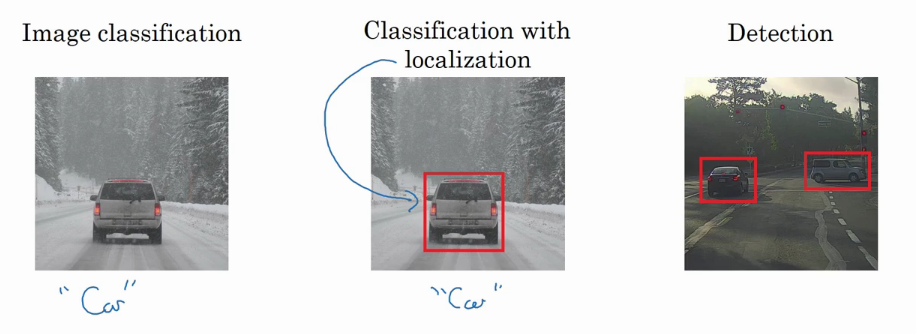 Image classification
Classification with
localization
Detection
"Car"
"Car"